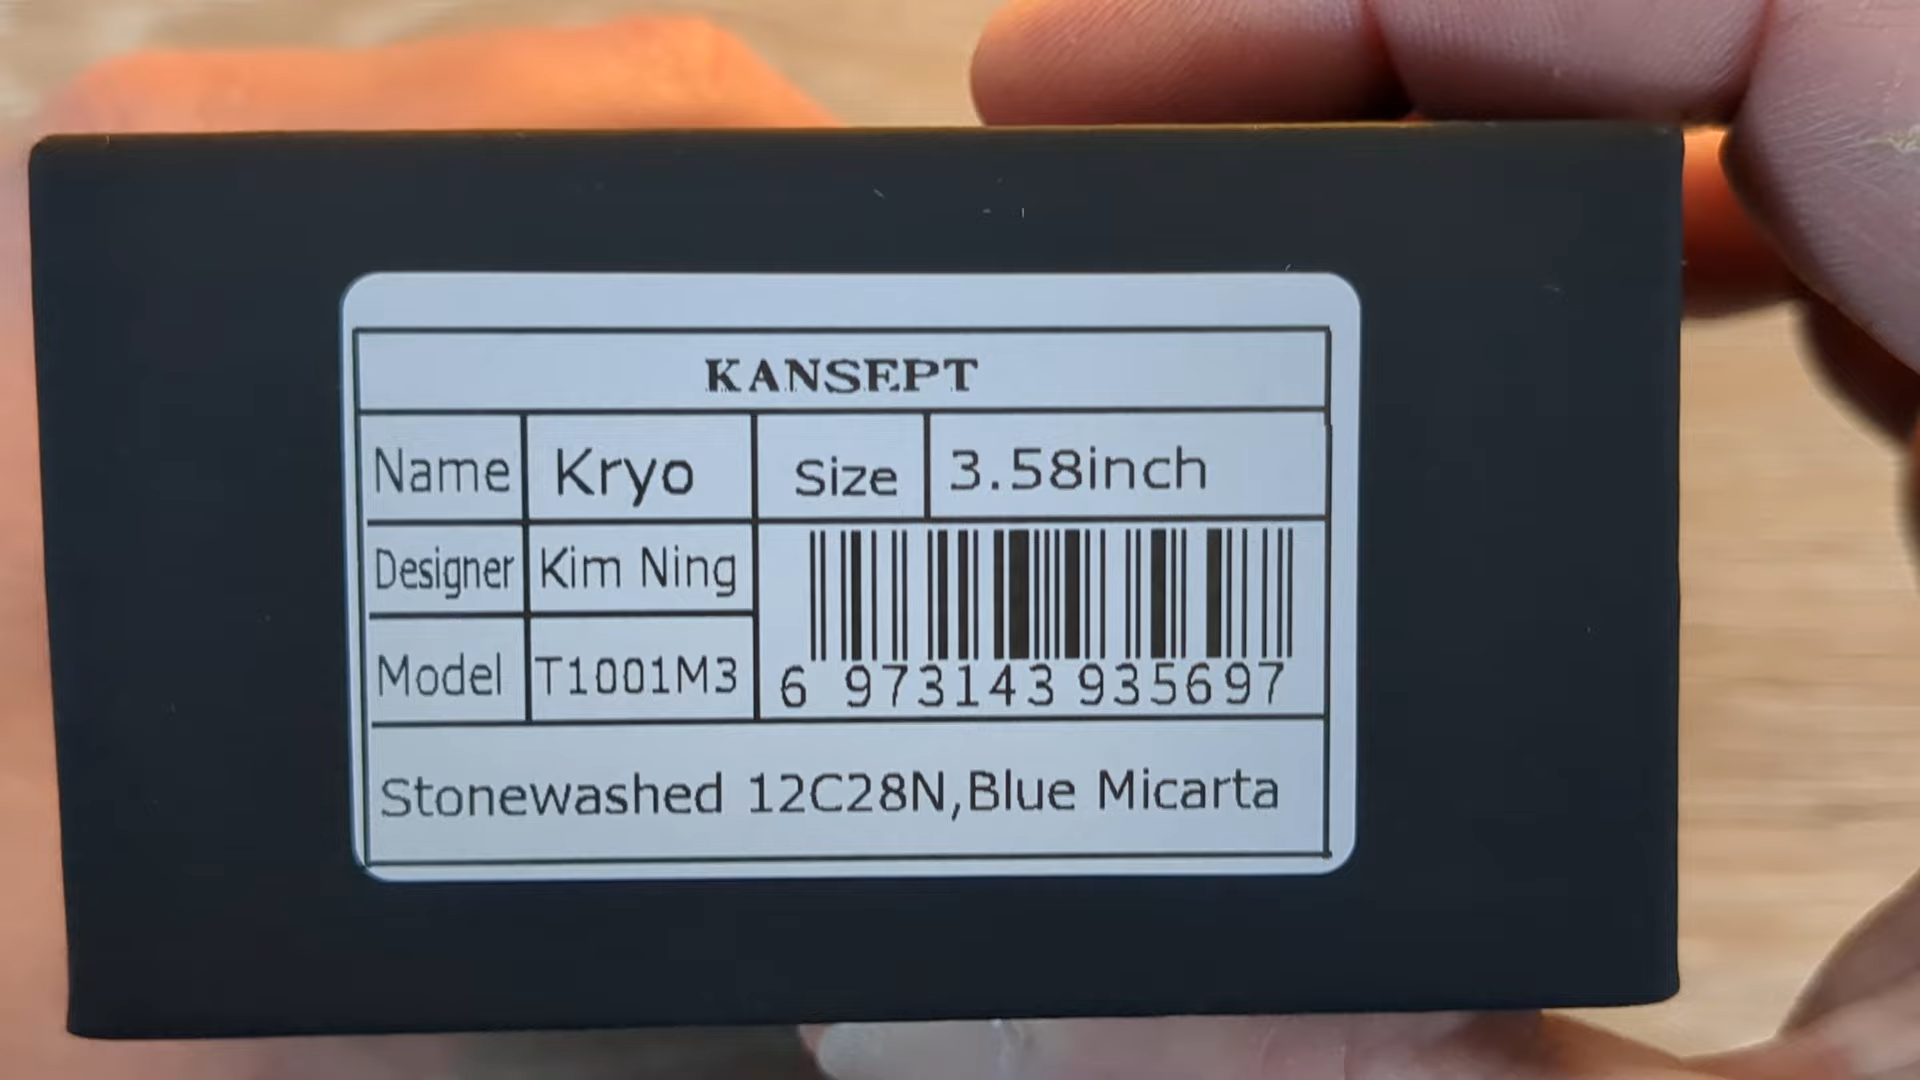 KANSEPT
Name Kryo Size 3.58inch
Designer Kim Ning
Model T1001M3
6 973143 935697
Stonewashed 12C28N,Blue Micarta